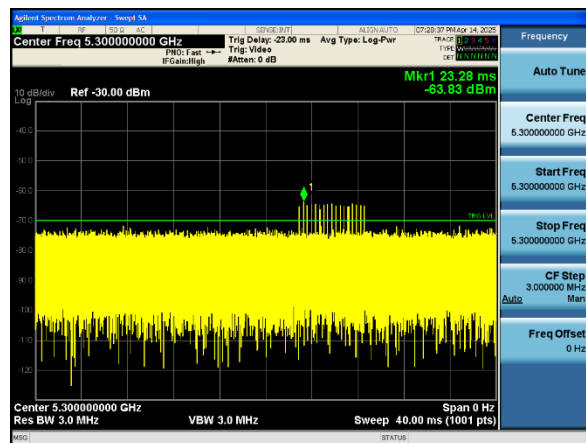 Agilent Spectrum Analyzer - Swept SA
T RF 50 Ω AC SENSE:INT ALIGN AUTO 07:28:37 PM Apr 14, 2025
Center Freq 5.300000000 GHz
PNO: Fast
IFGain:High
Trig Delay: -23.00 ms
Trig: Video
#Atten: 0 dB
Avg Type: Log-Pwr
TRACE 1 2 3 4 5 6
TYPE
DET N N N N N N
Mkr1 23.28 ms
-63.83 dBm
10 dB/div Ref -30.00 dBm
Log
-40.0
-50.0
-60.0
-70.0
-80.0
-90.0
-100
-110
-120
1
TRIG LVL
Center 5.300000000 GHz Span 0 Hz
Res BW 3.0 MHz VBW 3.0 MHz Sweep 40.00 ms (1001 pts)
MSG STATUS
Frequency
Auto Tune
Center Freq
5.300000000 GHz
Start Freq
5.300000000 GHz
Stop Freq
5.300000000 GHz
CF Step
3.000000 MHz
Auto Man
Freq Offset
0 Hz